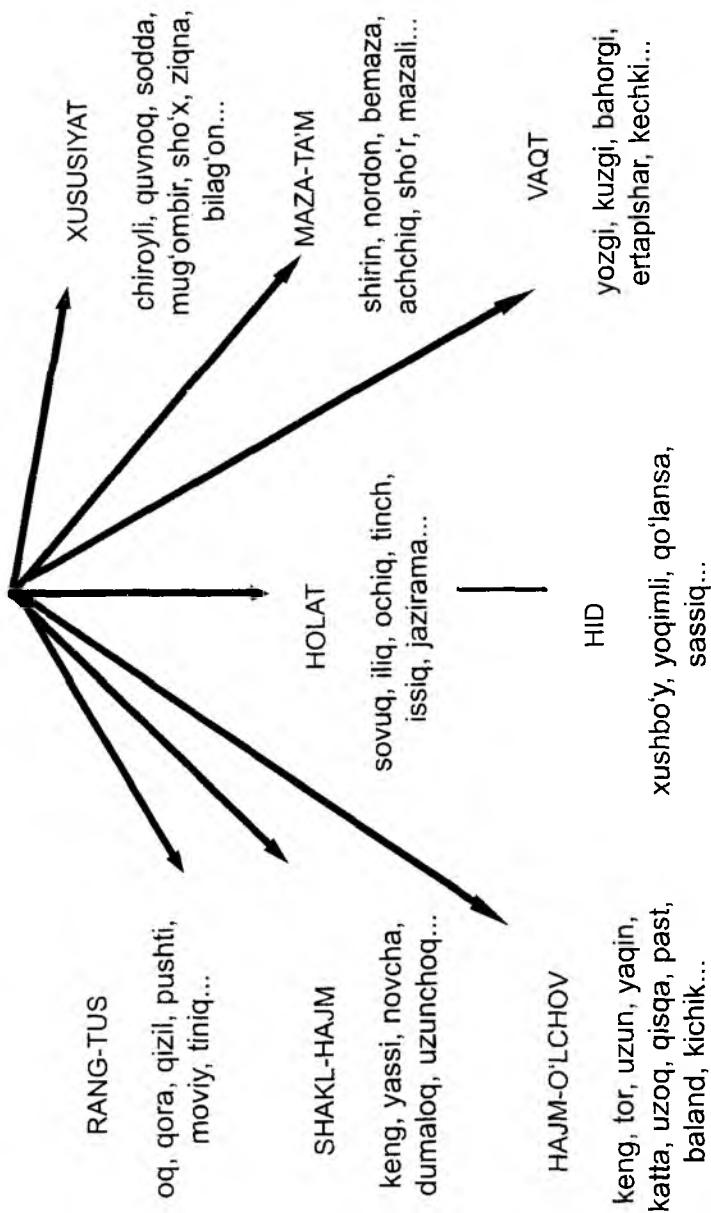 RANG-TUS
oq, qora, qizil, pushti,
moviy, tiniq...
SHAKL-HAJM
keng, yassi, novcha,
dumaloq, uzunchoq...
HAJM-O'LCHOV
keng, tor, uzun, yaqin,
katta, uzoq, qisqa, past,
baland, kichik...
HOLAT
sovuq, iliq, ochiq, tinch,
issiq, jazirama...
HID
xushbo‘y, yoqimli, qo‘lansa,
sassiq...
XUSUSIYAT
chiroyli, quvnoq, sodda,
mug‘ombir, sho‘x, ziqna,
bilag‘on...
MAZA-TA'M
shirin, nordon, bemaza,
achchiq, sho‘r, mazali...
VAQT
yozgi, kuzgi, bahorgi,
ertaplshar, kechki...